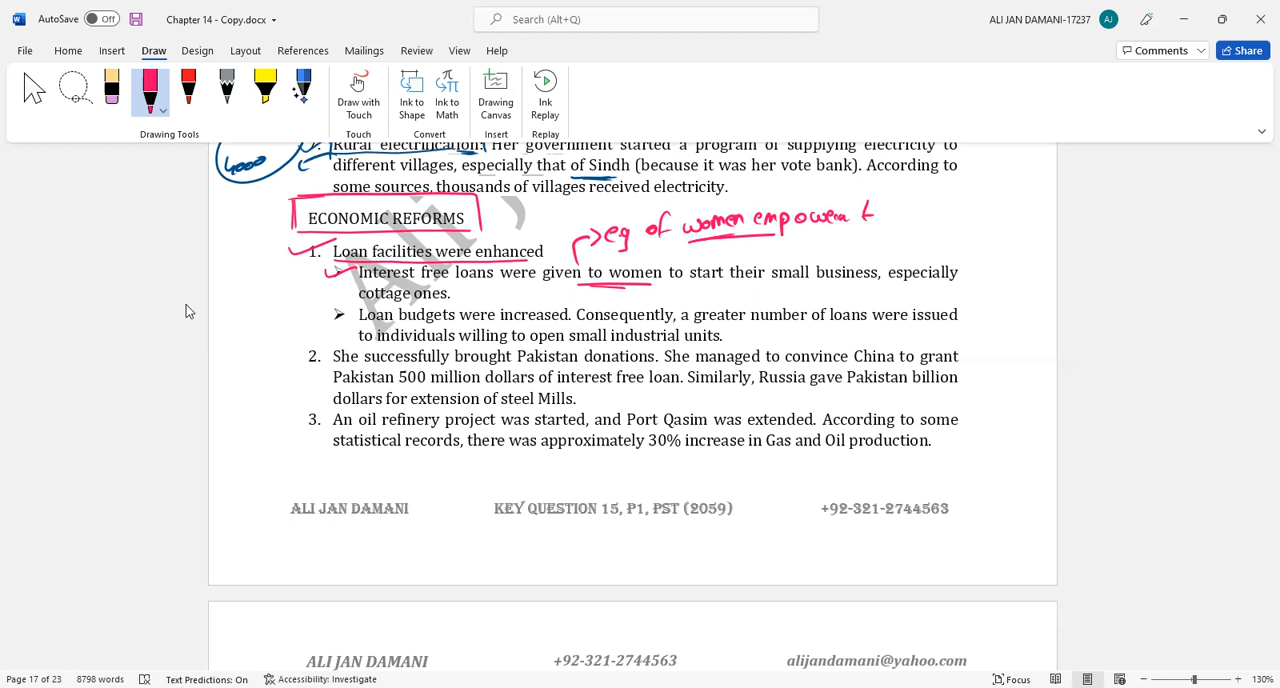 AutoSave Off Chapter 14 - Copy.docx Search (Alt+Q) ALI JAN DAMANI-17237 AJ
File Home Insert Draw Design Layout References Mailings Review View Help Comments Share
Draw with Touch Ink to Shape Ink to Math Drawing Canvas Ink Replay
Drawing Tools Touch Convert Insert Replay
Rural electrification: Her government started a program of supplying electricity to
4000
different villages, especially that of Sindh (because it was her vote bank). According to
some sources, thousands of villages received electricity.
ECONOMIC REFORMS
eg of women empowerment
1. Loan facilities were enhanced
Interest free loans were given to women to start their small business, especially
cottage ones.
➤ Loan budgets were increased. Consequently, a greater number of loans were issued
to individuals willing to open small industrial units.
2. She successfully brought Pakistan donations. She managed to convince China to grant
Pakistan 500 million dollars of interest free loan. Similarly, Russia gave Pakistan billion
dollars for extension of steel Mills.
3. An oil refinery project was started, and Port Qasim was extended. According to some
statistical records, there was approximately 30% increase in Gas and Oil production.
ALI JAN DAMANI KEY QUESTION 15, P1, PST (2059) +92-321-2744563
ALI JAN DAMANI +92-321-2744563 alijandamani@yahoo.com
Page 17 of 23 8798 words Text Predictions: On Accessibility: Investigate Focus 130%